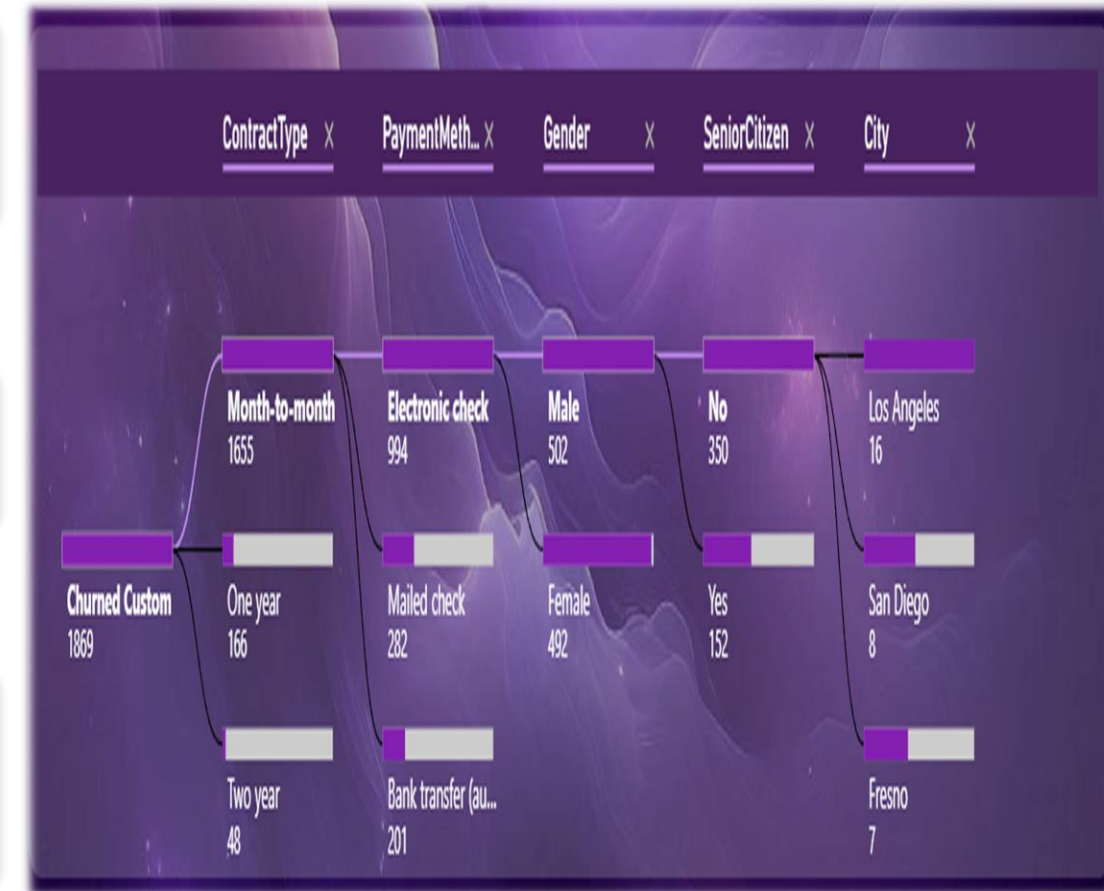 ContractType ×
PaymentMeth... ×
Gender ×
SeniorCitizen ×
City ×
Churned Custom
1869
Month-to-month
1655
One year
166
Two year
48
Electronic check
994
Mailed check
282
Bank transfer (au...
201
Male
502
Female
492
No
350
Yes
152
Los Angeles
16
San Diego
8
Fresno
7